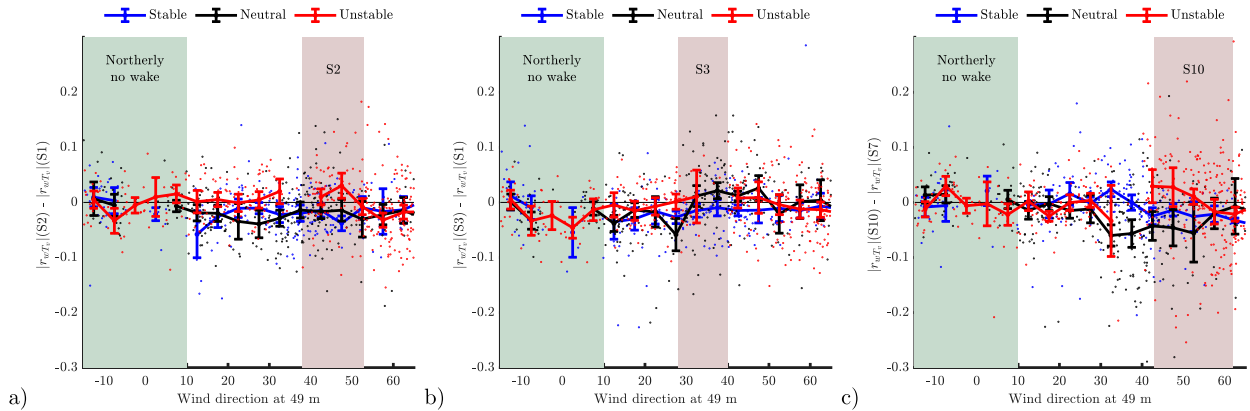 Stable Neutral Unstable
Northerly
no wake
S2
0.2
0.1
0
-0.1
-0.2
-0.3
-10 0 10 20 30 40 50 60
|r_{wT_v}|(S2) - |r_{wT_v}|(S1)
Wind direction at 49 m
a)
Stable Neutral Unstable
Northerly
no wake
S3
0.2
0.1
0
-0.1
-0.2
-0.3
-10 0 10 20 30 40 50 60
|r_{wT_v}|(S3) - |r_{wT_v}|(S1)
Wind direction at 49 m
b)
Stable Neutral Unstable
Northerly
no wake
S10
0.2
0.1
0
-0.1
-0.2
-0.3
-10 0 10 20 30 40 50 60
|r_{wT_v}|(S10) - |r_{wT_v}|(S7)
Wind direction at 49 m
c)